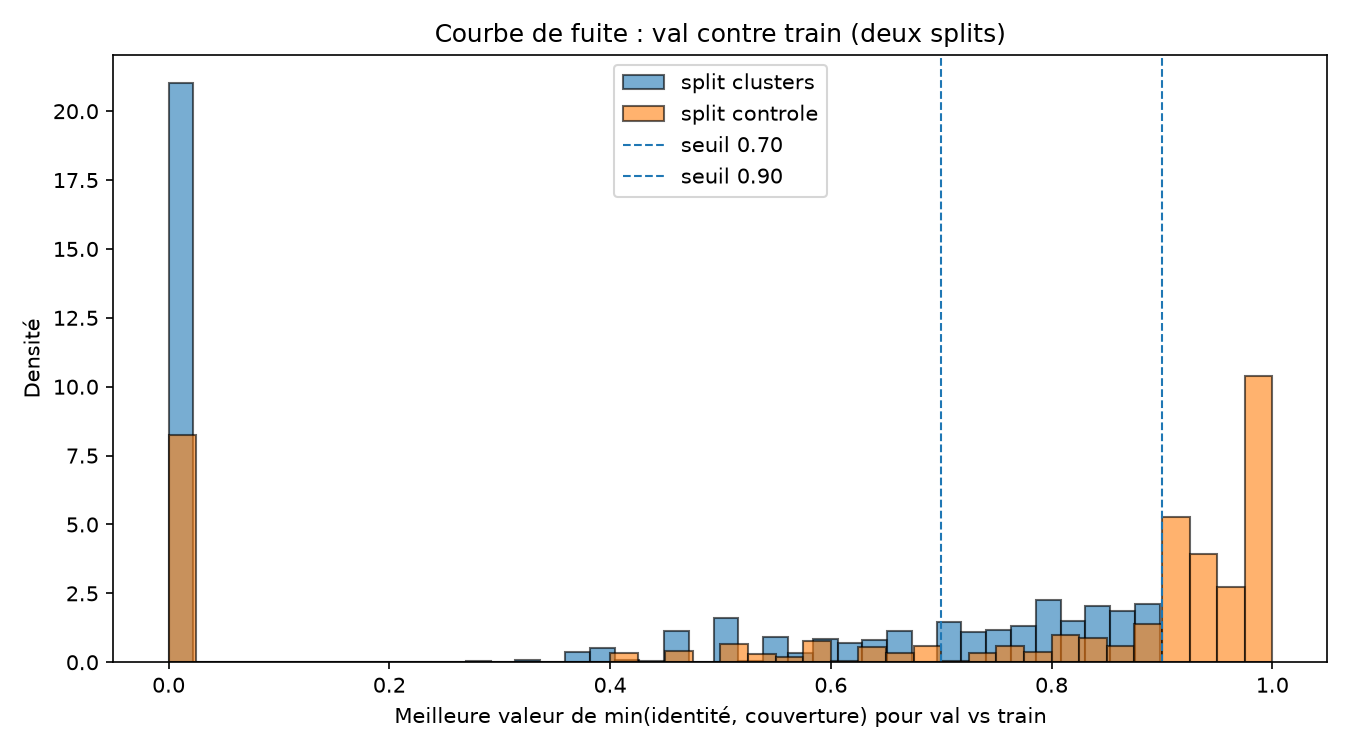 Courbe de fuite : val contre train (deux splits)
split clusters
split controle
seuil 0.70
seuil 0.90
Densité
20.0
17.5
15.0
12.5
10.0
7.5
5.0
2.5
0.0
0.0 0.2 0.4 0.6 0.8 1.0
Meilleure valeur de min(identité, couverture) pour val vs train